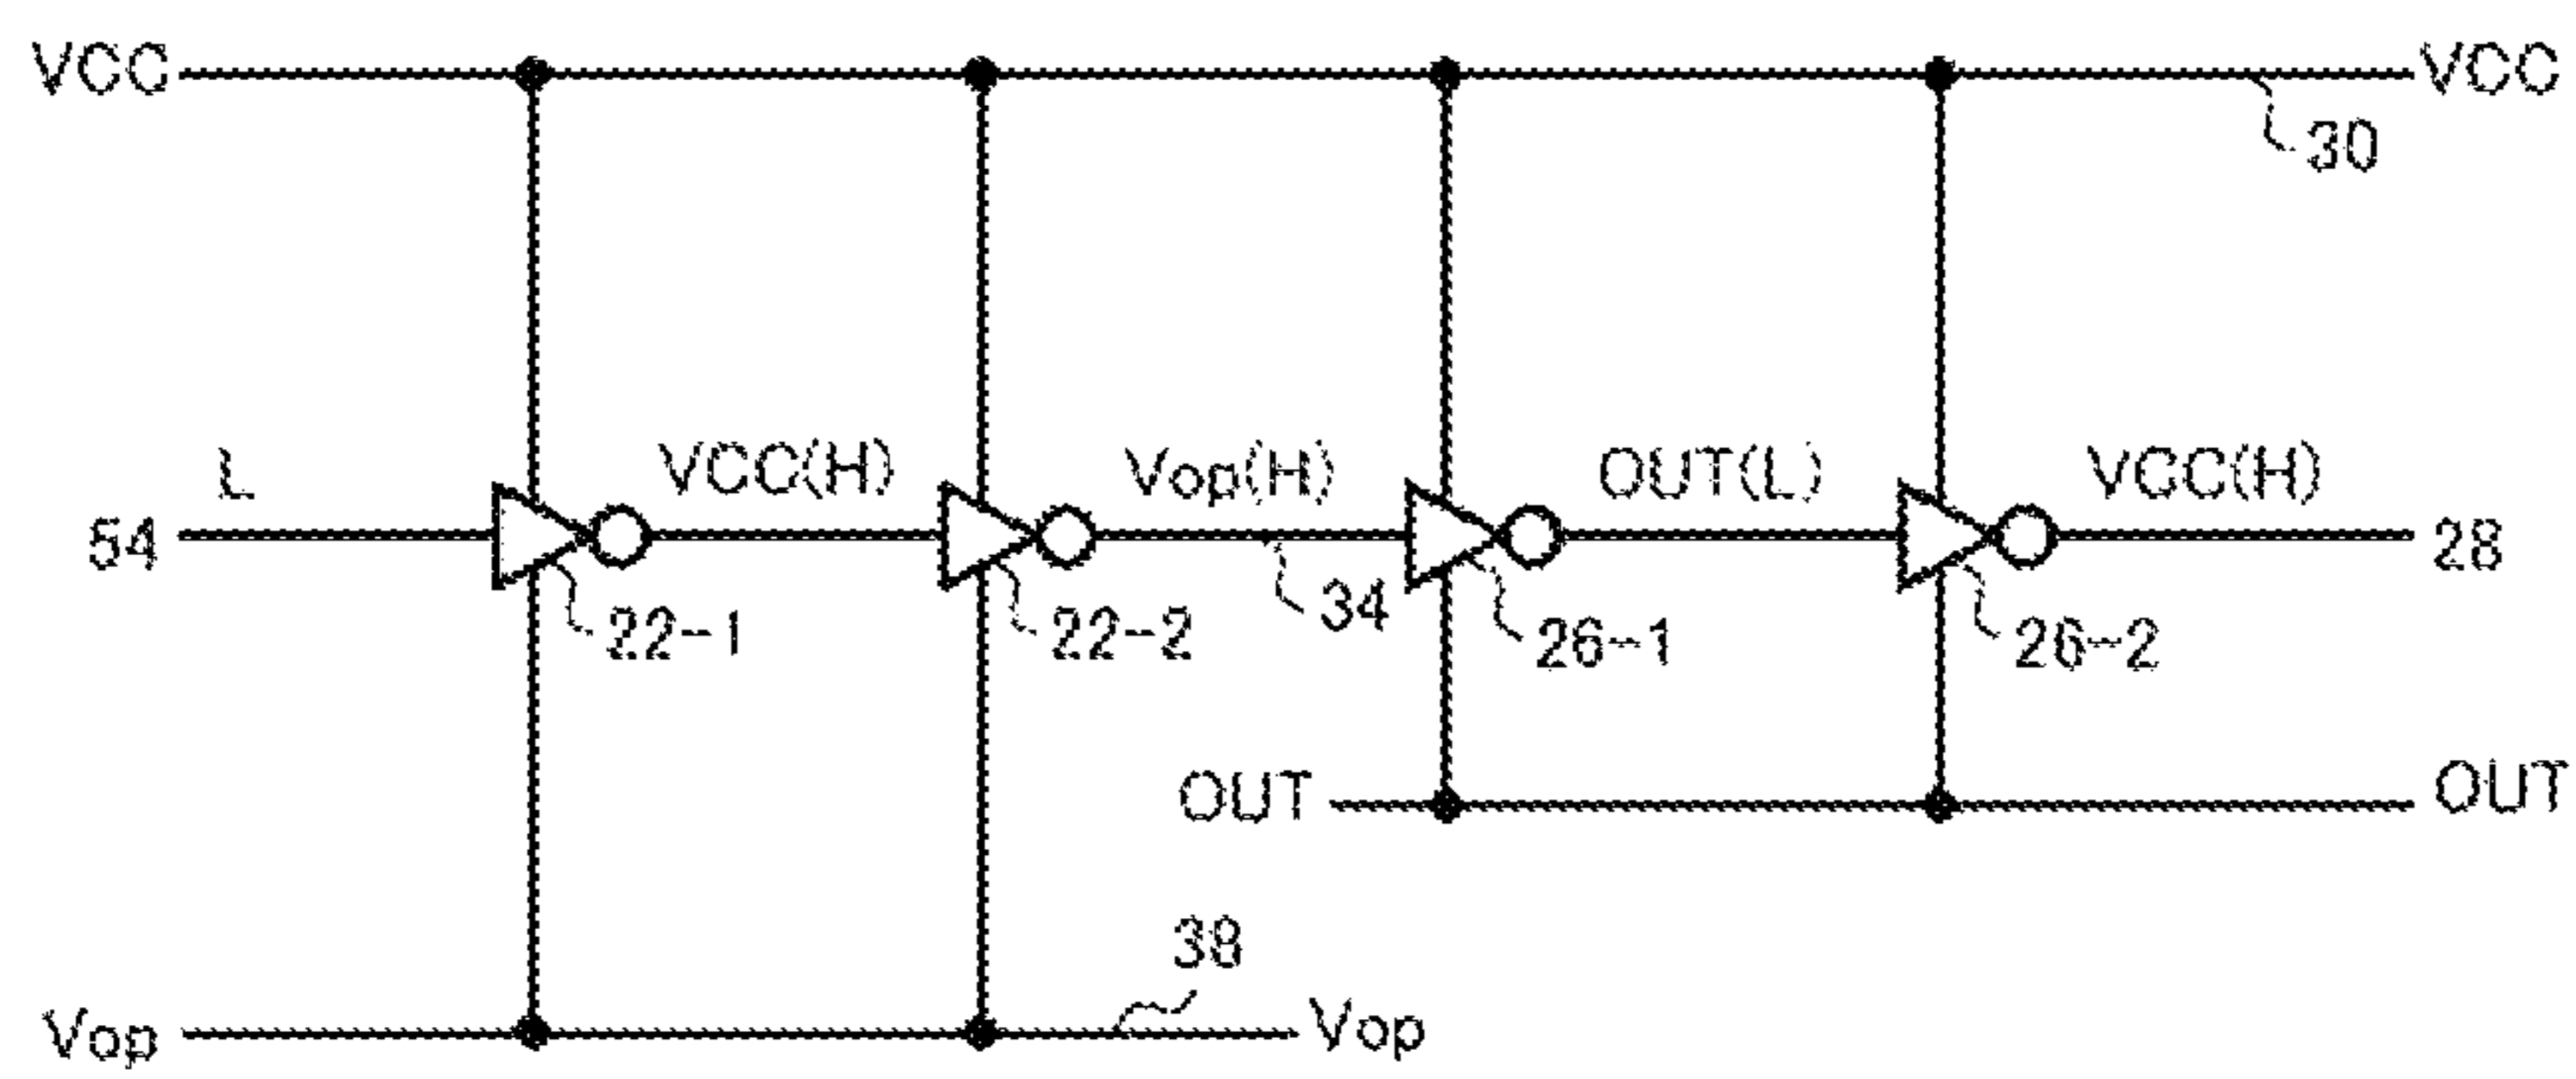 VCC VCC
30
L VCC(H) Vop(H) OUT(L) VCC(H)
54 28
22-1 22-2 34 26-1 26-2
OUT OUT
38
Vop Vop